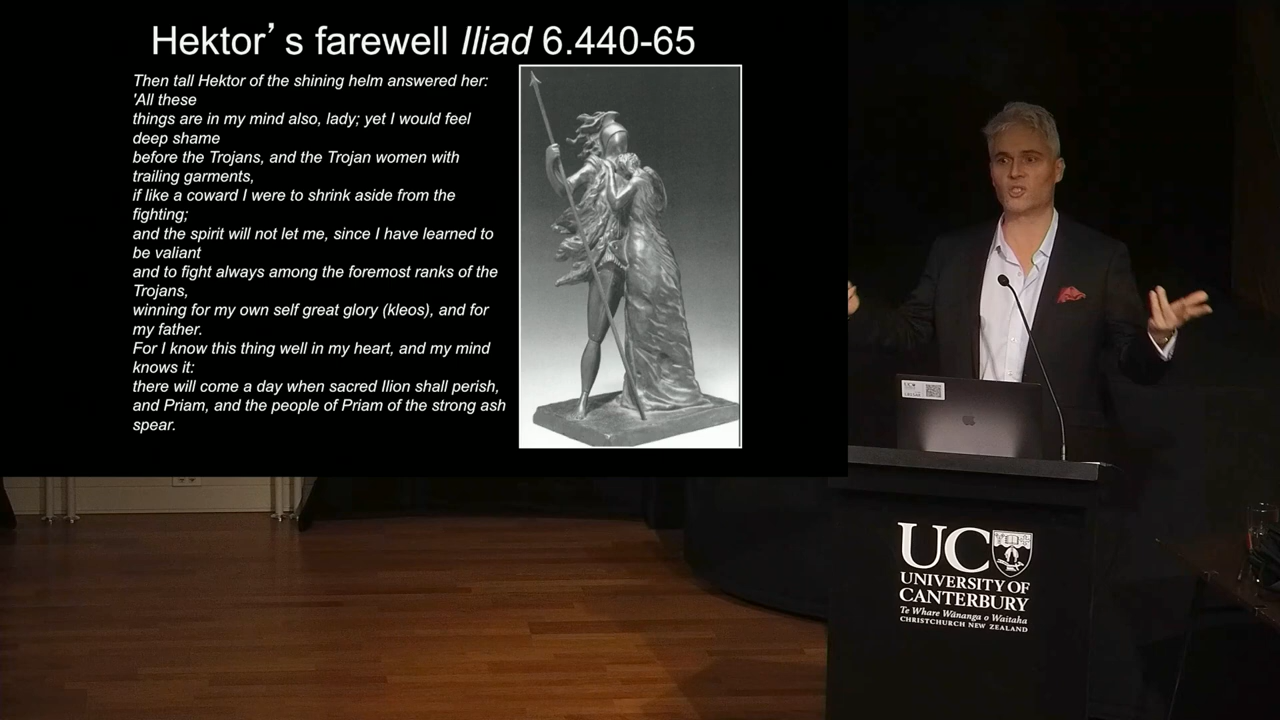 Hektor’s farewell Iliad 6.440-65
Then tall Hektor of the shining helm answered her:
'All these
things are in my mind also, lady; yet I would feel
deep shame
before the Trojans, and the Trojan women with
trailing garments,
if like a coward I were to shrink aside from the
fighting;
and the spirit will not let me, since I have learned to
be valiant
and to fight always among the foremost ranks of the
Trojans,
winning for my own self great glory (kleos), and for
my father.
For I know this thing well in my heart, and my mind
knows it:
there will come a day when sacred Ilion shall perish,
and Priam, and the people of Priam of the strong ash
spear.
UC
UC
UNIVERSITY OF
CANTERBURY
Te Whare Wānanga o Waitaha
CHRISTCHURCH NEW ZEALAND